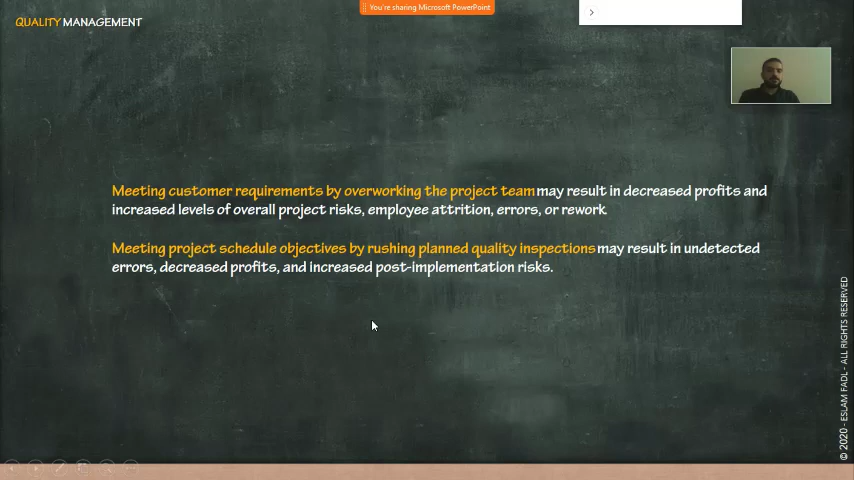 You're sharing Microsoft PowerPoint
QUALITY MANAGEMENT
Meeting customer requirements by overworking the project team may result in decreased profits and
increased levels of overall project risks, employee attrition, errors, or rework.
Meeting project schedule objectives by rushing planned quality inspections may result in undetected
errors, decreased profits, and increased post-implementation risks.
© 2020 - ESLAM FADL - ALL RIGHTS RESERVED